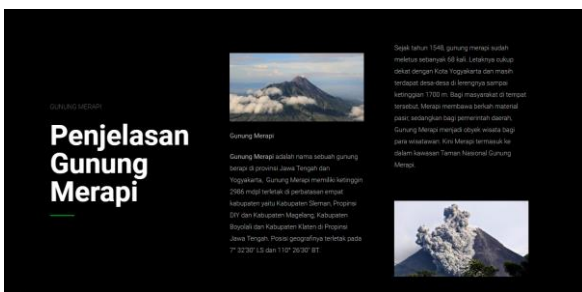 GUNUNG MERAPI
Penjelasan
Gunung
Merapi
Gunung Merapi
Gunung Merapi adalah nama sebuah gunung
berapi di provinsi Jawa Tengah dan
Yogyakarta, Gunung Merapi memiliki ketinggin
2986 mdpl terletak di perbatasan empat
kabupaten yaitu Kabupaten Sleman, Propinsi
DIY dan Kabupaten Magelang, Kabupaten
Boyolali dan Kabupaten Klaten di Propinsi
Jawa Tengah. Posisi geografinya terletak pada
7° 32'30" LS dan 110° 26'30" BT.
Sejak tahun 1548, gunung merapi sudah
meletus sebanyak 68 kali. Letaknya cukup
dekat dengan Kota Yogyakarta dan masih
terdapat desa-desa di lerengnya sampai
ketinggian 1700 m. Bagi masyarakat di tempat
tersebut, Merapi membawa berkah material
pasir, sedangkan bagi pemerintah daerah,
Gunung Merapi menjadi obyek wisata bagi
para wisatawan. Kini Merapi termasuk ke
dalam kawasan Taman Nasional Gunung
Merapi.